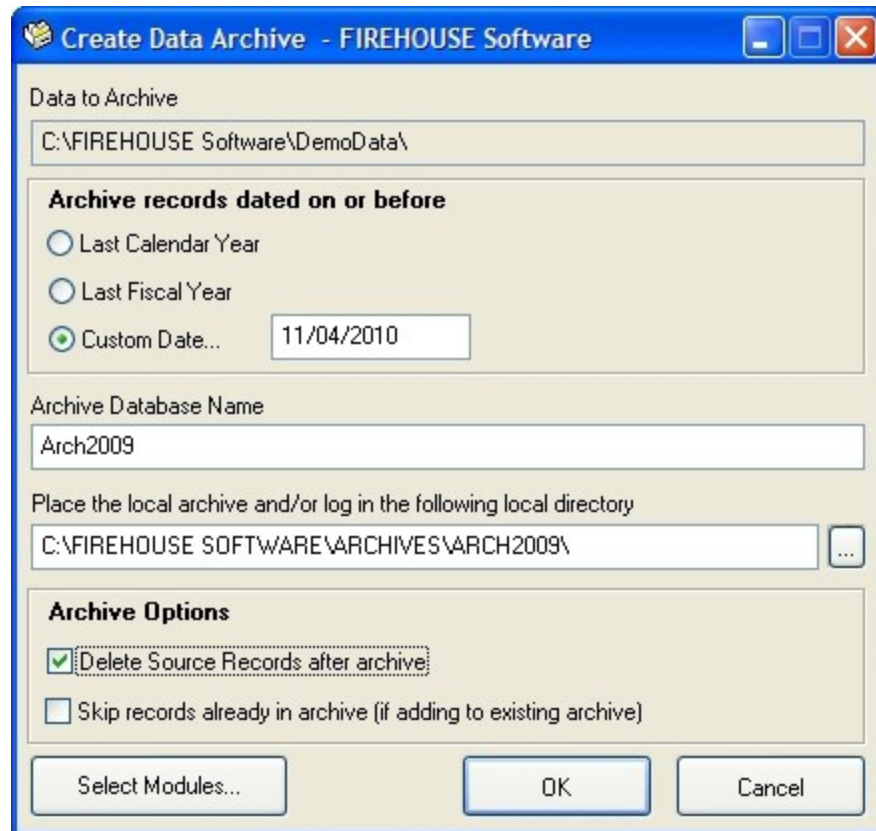 Create Data Archive - FIREHOUSE Software
Data to Archive
C:\FIREHOUSE Software\DemoData\
Archive records dated on or before
Last Calendar Year
Last Fiscal Year
Custom Date... 11/04/2010
Archive Database Name
Arch2009
Place the local archive and/or log in the following local directory
C:\FIREHOUSE SOFTWARE\ARCHIVES\ARCH2009\ ...
Archive Options
Delete Source Records after archive
Skip records already in archive (if adding to existing archive)
Select Modules... OK Cancel